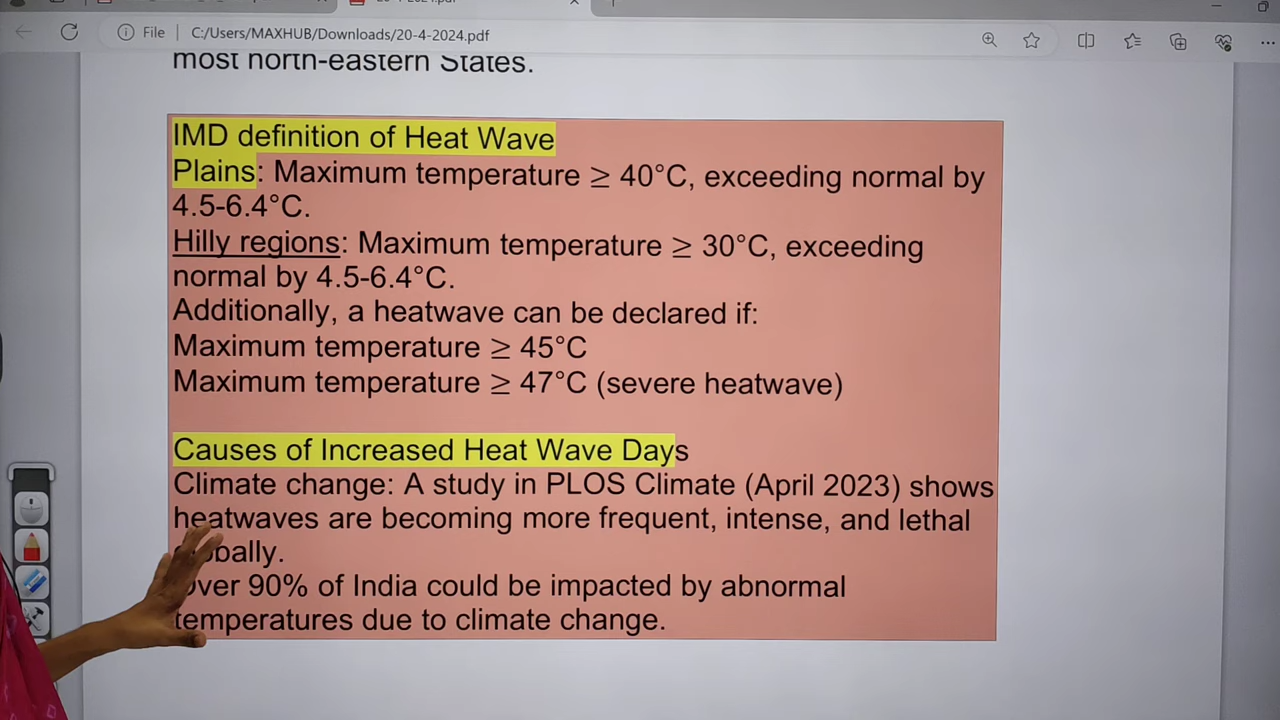 File C:/Users/MAXHUB/Downloads/20-4-2024.pdf
most north-eastern States.
IMD definition of Heat Wave
Plains: Maximum temperature ≥ 40°C, exceeding normal by
4.5-6.4°C.
Hilly regions: Maximum temperature ≥ 30°C, exceeding
normal by 4.5-6.4°C.
Additionally, a heatwave can be declared if:
Maximum temperature ≥ 45°C
Maximum temperature ≥ 47°C (severe heatwave)
Causes of Increased Heat Wave Days
Climate change: A study in PLOS Climate (April 2023) shows
heatwaves are becoming more frequent, intense, and lethal
globally.
Over 90% of India could be impacted by abnormal
temperatures due to climate change.